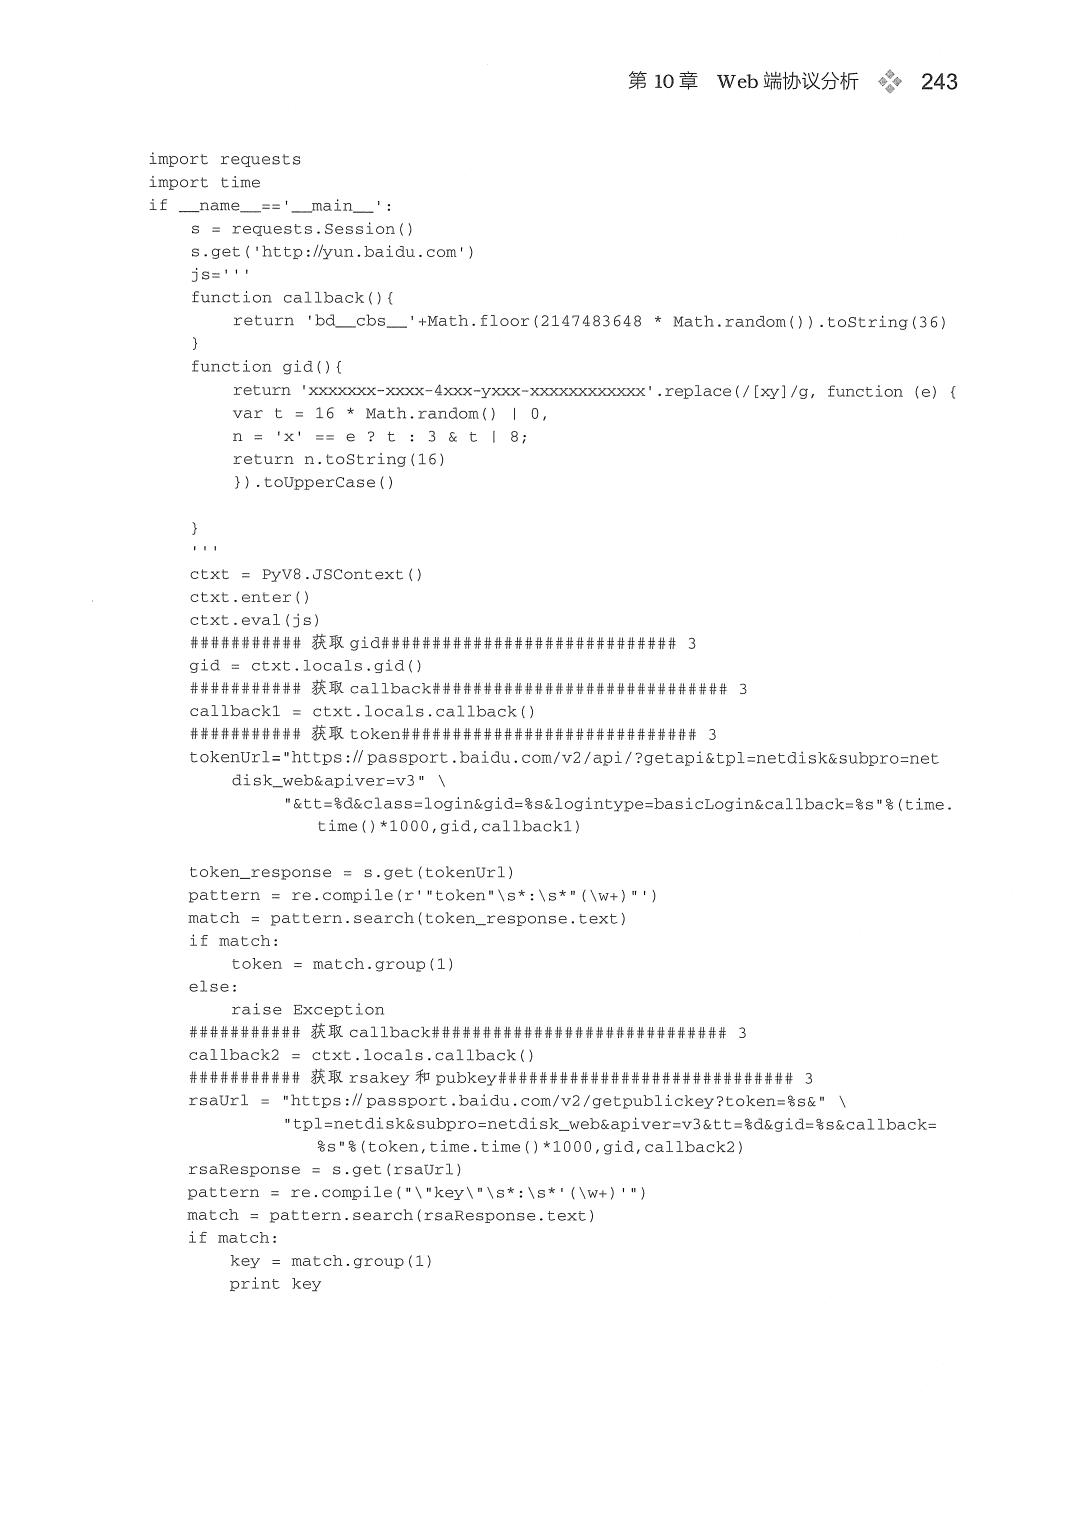 第 10 章 Web 端协议分析 243
import requests
import time
if __name__=='__main__':
s = requests.Session()
s.get('http://yun.baidu.com')
js='''
function callback(){
return 'bd__cbs__'+Math.floor(2147483648 * Math.random()).toString(36)
}
function gid(){
return 'xxxxxxx-xxxx-4xxx-yxxx-xxxxxxxxxxxx'.replace(/[xy]/g, function (e) {
var t = 16 * Math.random() | 0,
n = 'x' == e ? t : 3 & t | 8;
return n.toString(16)
}).toUpperCase()
}
'''
ctxt = PyV8.JSContext()
ctxt.enter()
ctxt.eval(js)
########### 获取 gid############################# 3
gid = ctxt.locals.gid()
########### 获取 callback############################# 3
callback1 = ctxt.locals.callback()
########### 获取 token############################# 3
tokenUrl="https://passport.baidu.com/v2/api/?getapi&tpl=netdisk&subpro=net
disk_web&apiver=v3" \
"&tt=%d&class=login&gid=%s&logintype=basicLogin&callback=%s"%(time.
time()*1000,gid,callback1)
token_response = s.get(tokenUrl)
pattern = re.compile(r'"token"\s*:\s*"(\w+)"')
match = pattern.search(token_response.text)
if match:
token = match.group(1)
else:
raise Exception
########### 获取 callback############################# 3
callback2 = ctxt.locals.callback()
########### 获取 rsakey 和 pubkey############################# 3
rsaUrl = "https://passport.baidu.com/v2/getpublickey?token=%s&" \
"tpl=netdisk&subpro=netdisk_web&apiver=v3&tt=%d&gid=%s&callback=
%s"%(token,time.time()*1000,gid,callback2)
rsaResponse = s.get(rsaUrl)
pattern = re.compile("\"key\"\s*:\s*'(\w+)'")
match = pattern.search(rsaResponse.text)
if match:
key = match.group(1)
print key